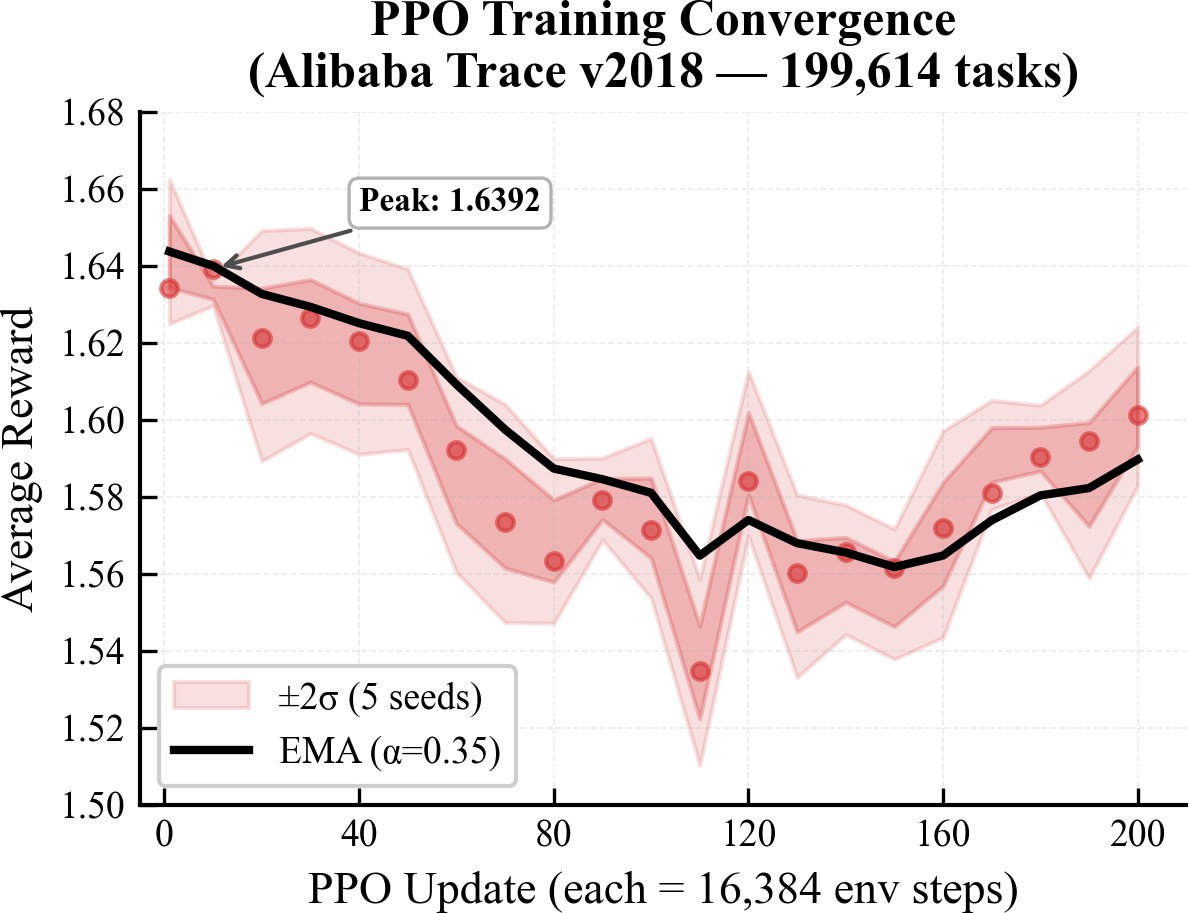 PPO Training Convergence
(Alibaba Trace v2018 — 199,614 tasks)
Average Reward
1.68
1.66
1.64
1.62
1.60
1.58
1.56
1.54
1.52
1.50
Peak: 1.6392
±2σ (5 seeds)
EMA (α=0.35)
0 40 80 120 160 200
PPO Update (each = 16,384 env steps)